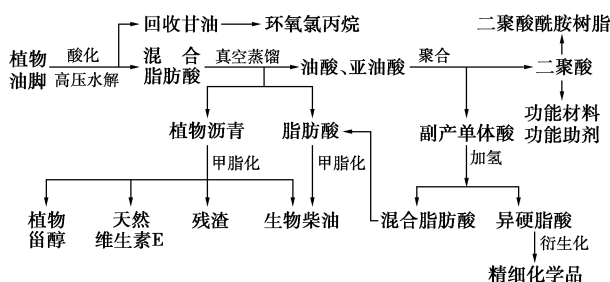 回收甘油
环氧氯丙烷
二聚酸酰胺树脂
植物
油脚
酸化
高压水解
混 合
脂肪酸
真空蒸馏
油酸、亚油酸
聚合
二聚酸
功能材料
功能助剂
植物沥青
脂肪酸
副产单体酸
甲脂化
甲脂化
加氢
植物
甾醇
天然
维生素E
残渣
生物柴油
混合脂肪酸
异硬脂酸
衍生化
精细化学品